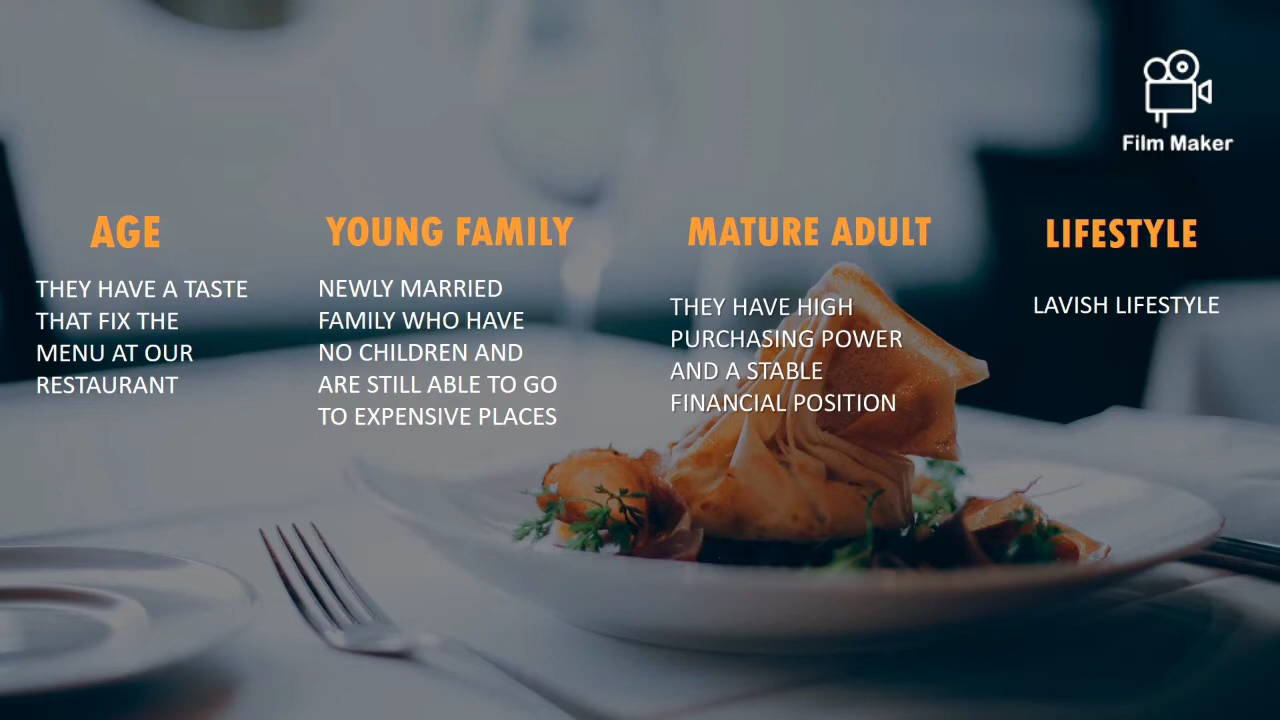 Film Maker
AGE
THEY HAVE A TASTE
THAT FIX THE
MENU AT OUR
RESTAURANT
YOUNG FAMILY
NEWLY MARRIED
FAMILY WHO HAVE
NO CHILDREN AND
ARE STILL ABLE TO GO
TO EXPENSIVE PLACES
MATURE ADULT
THEY HAVE HIGH
PURCHASING POWER
AND A STABLE
FINANCIAL POSITION
LIFESTYLE
LAVISH LIFESTYLE